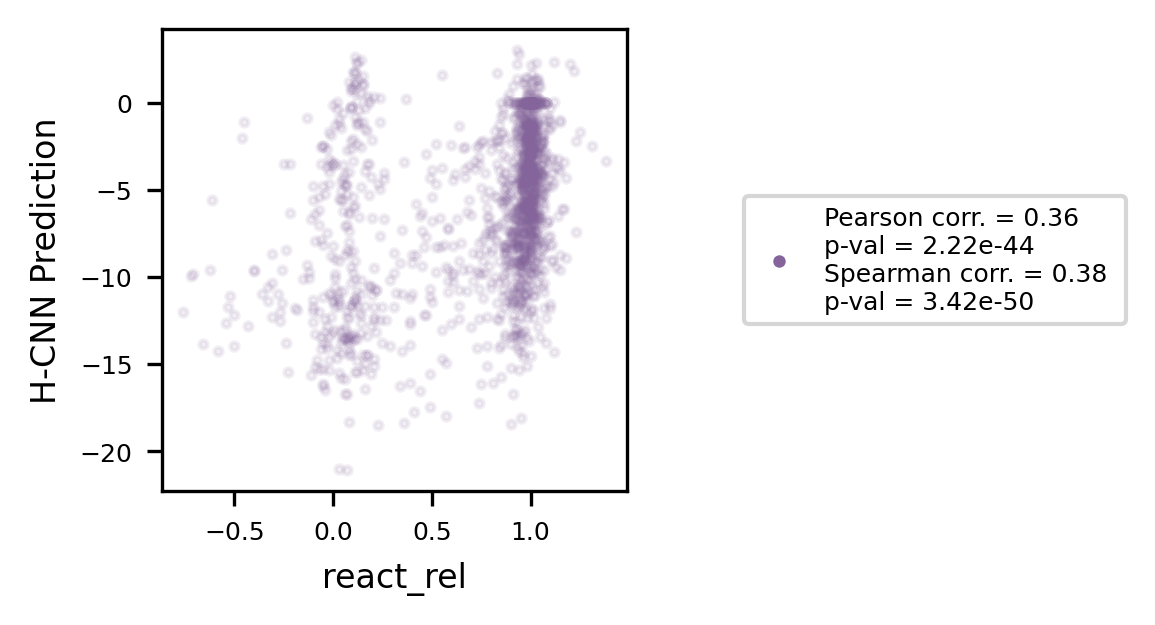 0
−5
−10
−15
−20
H-CNN Prediction
−0.5 0.0 0.5 1.0
react_rel
Pearson corr. = 0.36
p-val = 2.22e-44
Spearman corr. = 0.38
p-val = 3.42e-50